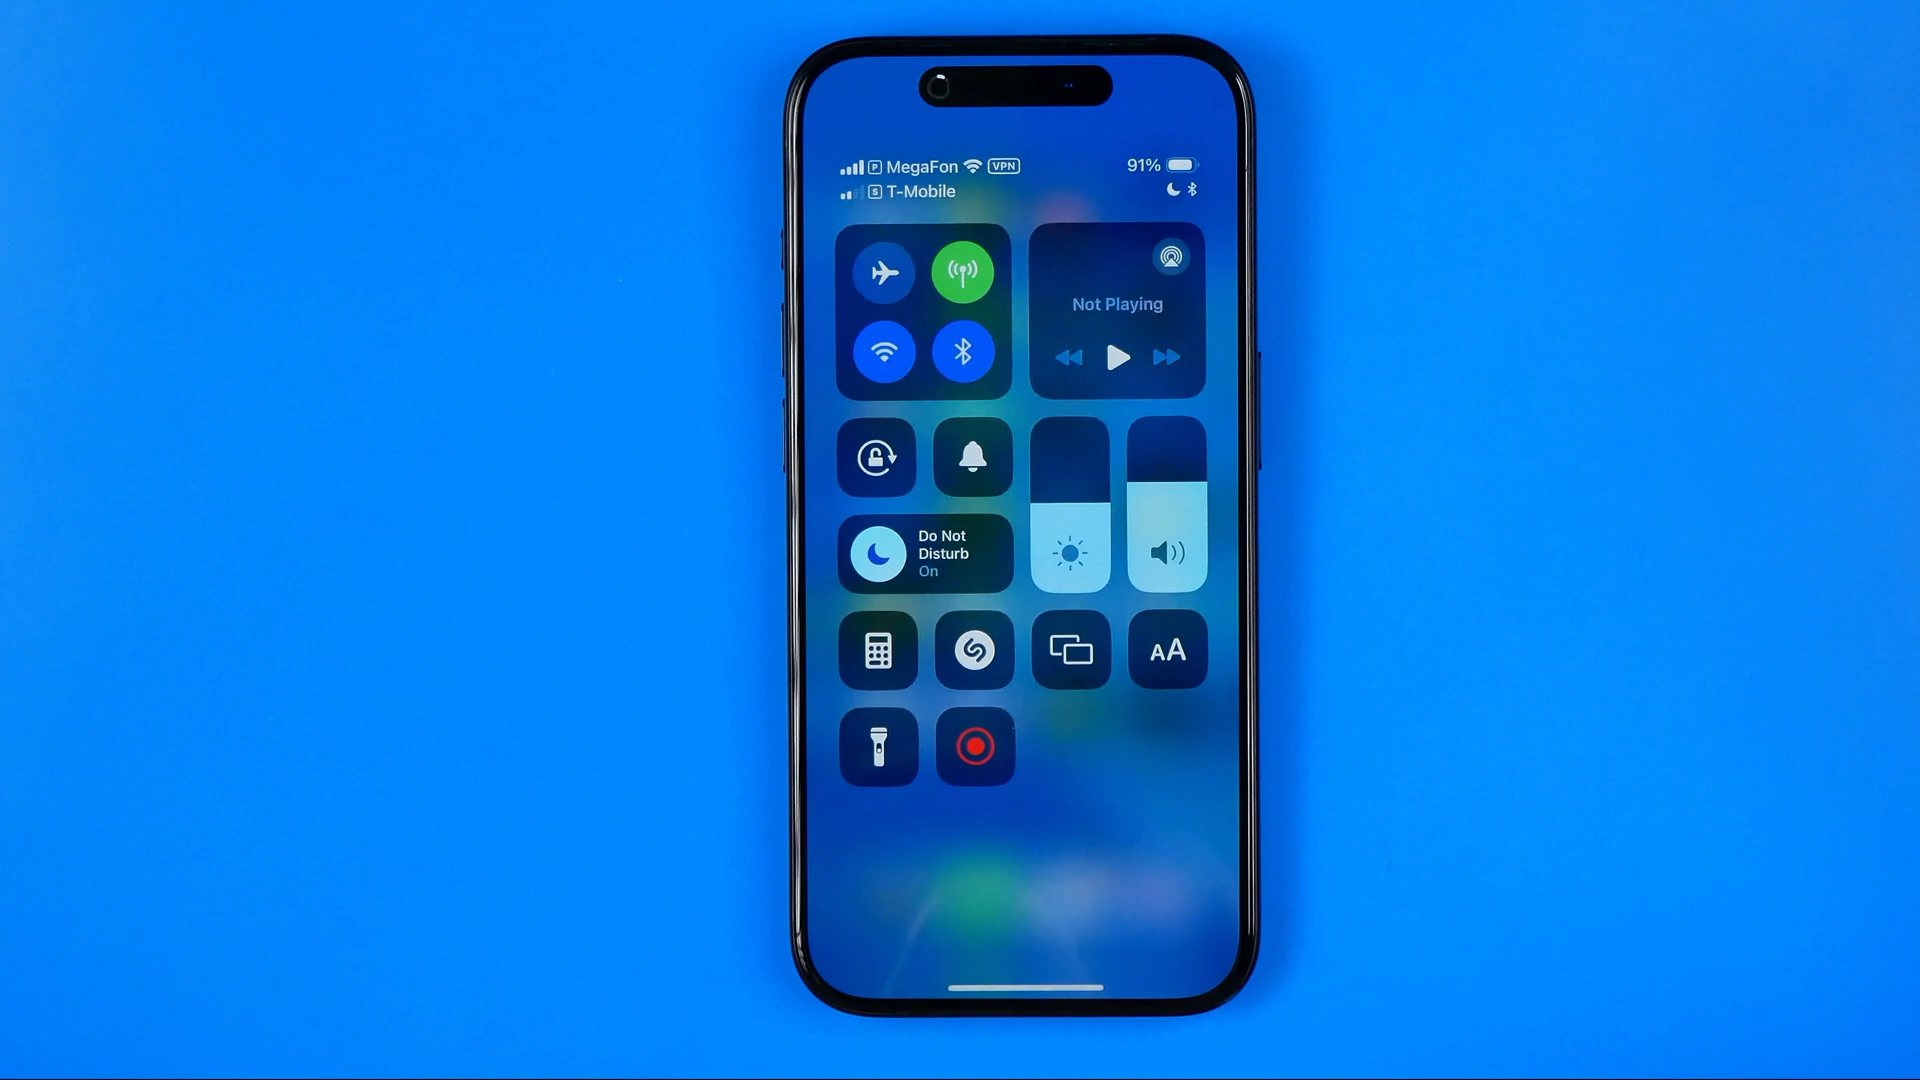 P MegaFon VPN 91%
S T-Mobile
Not Playing
Do Not
Disturb
On
AA